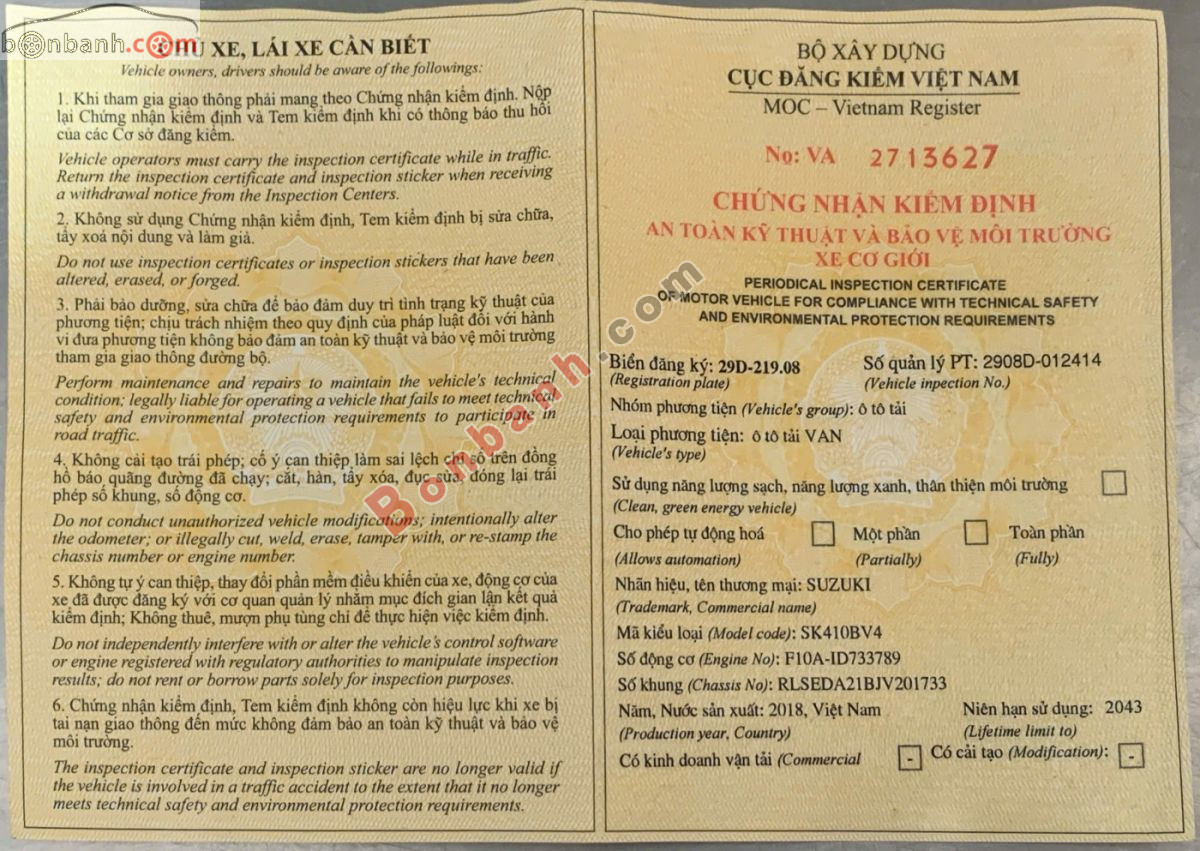 bonbanh.com
CHỦ XE, LÁI XE CẦN BIẾT
Vehicle owners, drivers should be aware of the followings:
1. Khi tham gia giao thông phải mang theo Chứng nhận kiểm định. Nộp
lại Chứng nhận kiểm định và Tem kiểm định khi có thông báo thu hồi
của các Cơ sở đăng kiểm.
Vehicle operators must carry the inspection certificate while in traffic.
Return the inspection certificate and inspection sticker when receiving
a withdrawal notice from the Inspection Centers.
2. Không sử dụng Chứng nhận kiểm định, Tem kiểm định bị sửa chữa,
tẩy xoá nội dung và làm giả.
Do not use inspection certificates or inspection stickers that have been
altered, erased, or forged.
3. Phải bảo dưỡng, sửa chữa để bảo đảm duy trì tình trạng kỹ thuật của
phương tiện; chịu trách nhiệm theo quy định của pháp luật đối với hành
vi đưa phương tiện không bảo đảm an toàn kỹ thuật và bảo vệ môi trường
tham gia giao thông đường bộ.
Perform maintenance and repairs to maintain the vehicle's technical
condition; legally liable for operating a vehicle that fails to meet technical
safety and environmental protection requirements to participate in
road traffic.
4. Không cải tạo trái phép; cố ý can thiệp làm sai lệch chỉ số trên đồng
hồ báo quãng đường đã chạy; cắt, hàn, tẩy xóa, đục sửa, đóng lại trái
phép số khung, số động cơ.
Do not conduct unauthorized vehicle modifications; intentionally alter
the odometer; or illegally cut, weld, erase, tamper with, or re-stamp the
chassis number or engine number.
5. Không tự ý can thiệp, thay đổi phần mềm điều khiển của xe, động cơ của
xe đã được đăng ký với cơ quan quản lý nhằm mục đích gian lận kết quả
kiểm định; Không thuê, mượn phụ tùng chỉ để thực hiện việc kiểm định.
Do not independently interfere with or alter the vehicle's control software
or engine registered with regulatory authorities to manipulate inspection
results; do not rent or borrow parts solely for inspection purposes.
6. Chứng nhận kiểm định, Tem kiểm định không còn hiệu lực khi xe bị
tai nạn giao thông đến mức không đảm bảo an toàn kỹ thuật và bảo vệ
môi trường.
The inspection certificate and inspection sticker are no longer valid if
the vehicle is involved in a traffic accident to the extent that it no longer
meets technical safety and environmental protection requirements.
BỘ XÂY DỰNG
CỤC ĐĂNG KIỂM VIỆT NAM
MOC – Vietnam Register
No: VA 2713627
CHỨNG NHẬN KIỂM ĐỊNH
AN TOÀN KỸ THUẬT VÀ BẢO VỆ MÔI TRƯỜNG
XE CƠ GIỚI
PERIODICAL INSPECTION CERTIFICATE
OF MOTOR VEHICLE FOR COMPLIANCE WITH TECHNICAL SAFETY
AND ENVIRONMENTAL PROTECTION REQUIREMENTS
Biển đăng ký: 29D-219.08 Số quản lý PT: 2908D-012414
(Registration plate) (Vehicle inpection No.)
Nhóm phương tiện (Vehicle's group): ô tô tải
Loại phương tiện: ô tô tải VAN
(Vehicle's type)
Sử dụng năng lượng sạch, năng lượng xanh, thân thiện môi trường
(Clean, green energy vehicle)
Cho phép tự động hoá Một phần Toàn phần
(Allows automation) (Partially) (Fully)
Nhãn hiệu, tên thương mại: SUZUKI
(Trademark, Commercial name)
Mã kiểu loại (Model code): SK410BV4
Số động cơ (Engine No): F10A-ID733789
Số khung (Chassis No): RLSEDA21BJV201733
Năm, Nước sản xuất: 2018, Việt Nam Niên hạn sử dụng: 2043
(Production year, Country) (Lifetime limit to)
Có kinh doanh vận tải (Commercial - Có cải tạo (Modification): -
Bonbanh.com